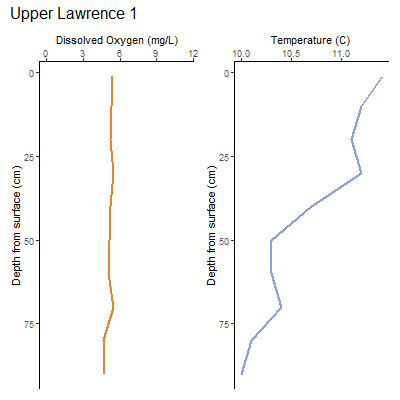 Upper Lawrence 1
Dissolved Oxygen (mg/L)
0 3 6 9 12
Depth from surface (cm)
0
25
50
75
Temperature (C)
10.0 10.5 11.0
Depth from surface (cm)
0
25
50
75